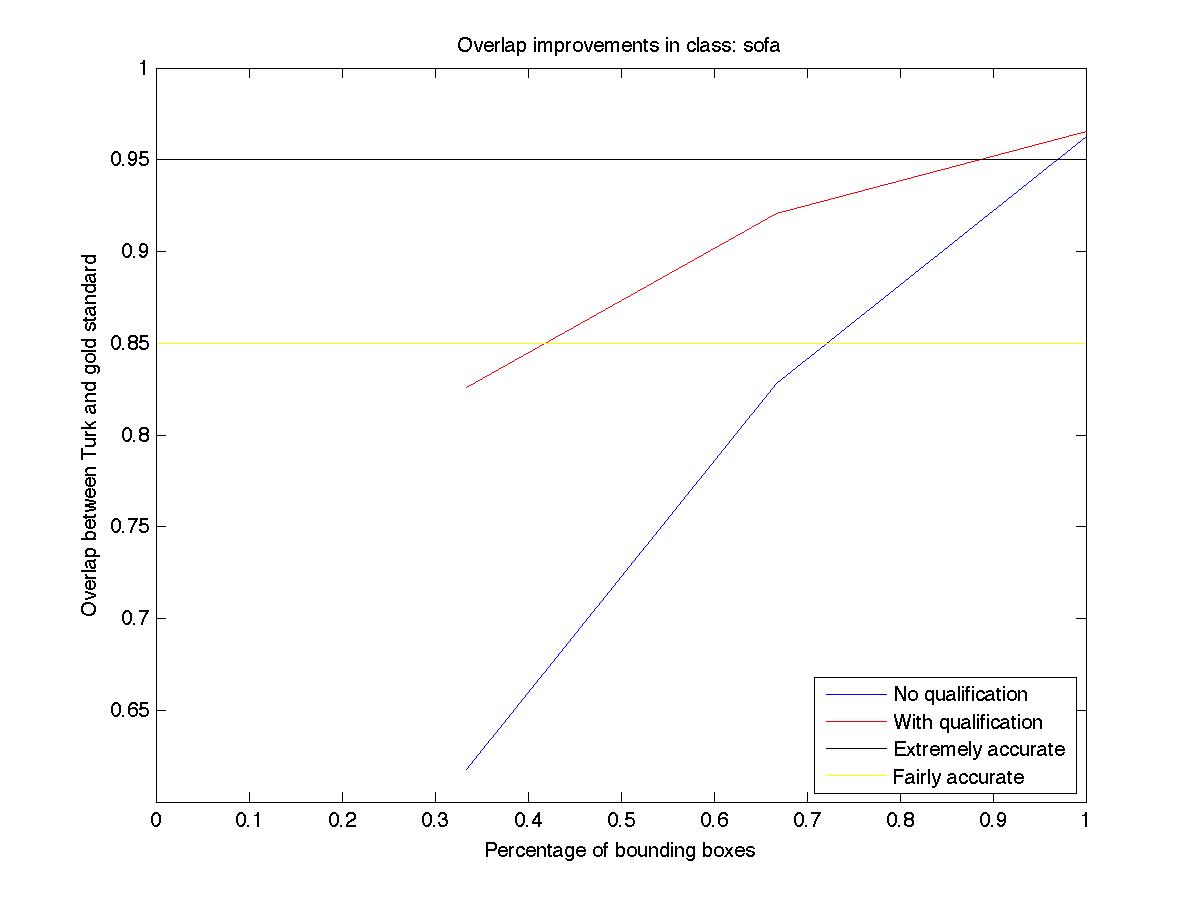 Overlap improvements in class: sofa
1
0.95
0.9
0.85
0.8
0.75
0.7
0.65
Overlap between Turk and gold standard
No qualification
With qualification
Extremely accurate
Fairly accurate
0 0.1 0.2 0.3 0.4 0.5 0.6 0.7 0.8 0.9 1
Percentage of bounding boxes